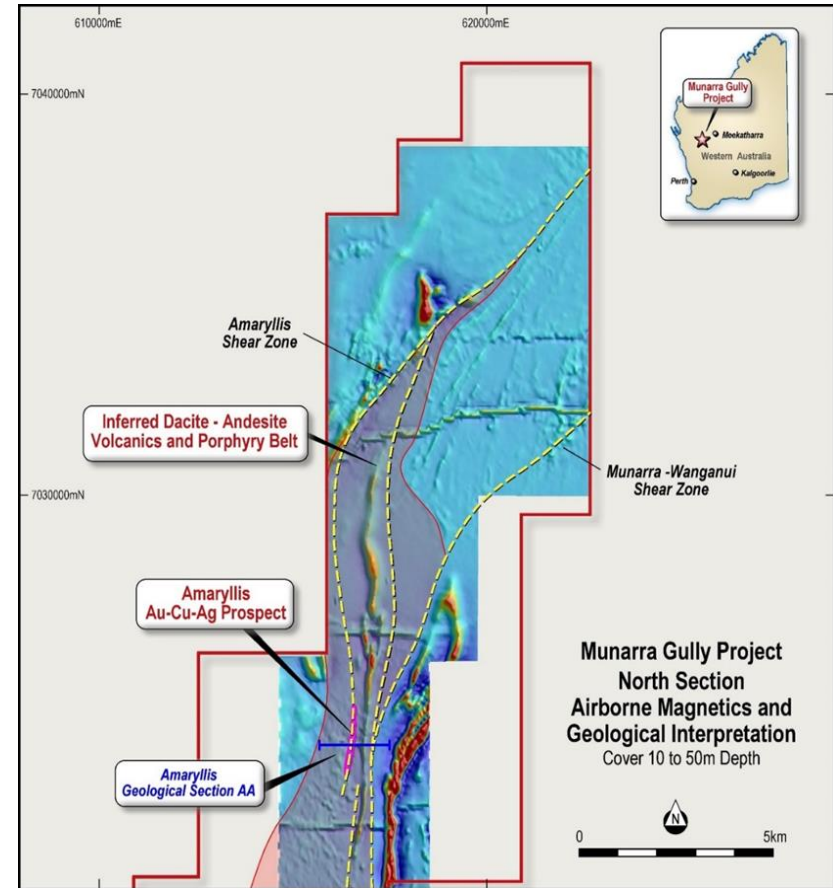 610000mE
620000mE
7040000mN
Munarra Gully
Project
Meekatharra
Western Australia
Kalgoorlie
Perth
Amaryllis
Shear Zone
Inferred Dacite - Andesite
Volcanics and Porphyry Belt
Munarra -Wanganui
Shear Zone
7030000mN
Amaryllis
Au-Cu-Ag Prospect
Amaryllis
Geological Section AA
Munarra Gully Project
North Section
Airborne Magnetics and
Geological Interpretation
Cover 10 to 50m Depth
N
0
5km